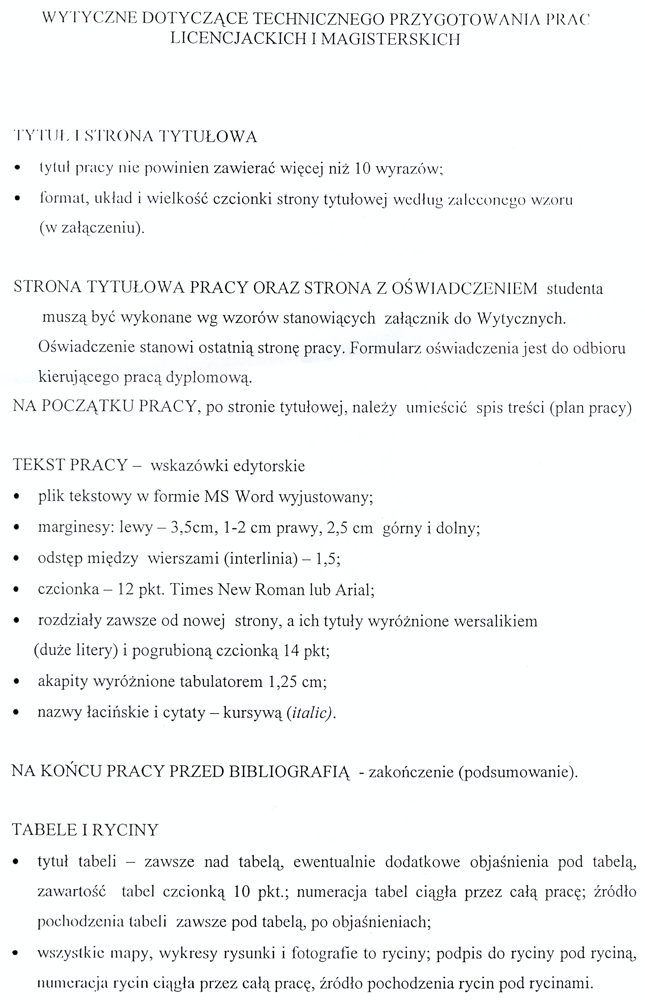 WYTYCZNE DOTYCZĄCE TECHNICZNEGO PRZYGOTOWANIA PRAC
LICENCJACKICH I MAGISTERSKICH
TYTUŁ I STRONA TYTUŁOWA
• tytuł pracy nie powinien zawierać więcej niż 10 wyrazów;
• format, układ i wielkość czcionki strony tytułowej według zaleconego wzoru
(w załączeniu).
STRONA TYTUŁOWA PRACY ORAZ STRONA Z OŚWIADCZENIEM studenta
muszą być wykonane wg wzorów stanowiących załącznik do Wytycznych.
Oświadczenie stanowi ostatnią stronę pracy. Formularz oświadczenia jest do odbioru
kierującego pracą dyplomową.
NA POCZĄTKU PRACY, po stronie tytułowej, należy umieścić spis treści (plan pracy)
TEKST PRACY – wskazówki edytorskie
• plik tekstowy w formie MS Word wyjustowany;
• marginesy: lewy – 3,5cm, 1-2 cm prawy, 2,5 cm górny i dolny;
• odstęp między wierszami (interlinia) – 1,5;
• czcionka – 12 pkt. Times New Roman lub Arial;
• rozdziały zawsze od nowej strony, a ich tytuły wyróżnione wersalikiem
(duże litery) i pogrubioną czcionką 14 pkt;
• akapity wyróżnione tabulatorem 1,25 cm;
• nazwy łacińskie i cytaty – kursywą (italic).
NA KOŃCU PRACY PRZED BIBLIOGRAFIĄ - zakończenie (podsumowanie).
TABELE I RYCINY
• tytuł tabeli – zawsze nad tabelą, ewentualnie dodatkowe objaśnienia pod tabelą,
zawartość tabel czcionką 10 pkt.; numeracja tabel ciągła przez całą pracę; źródło
pochodzenia tabeli zawsze pod tabelą, po objaśnieniach;
• wszystkie mapy, wykresy rysunki i fotografie to ryciny; podpis do ryciny pod ryciną,
numeracja rycin ciągła przez całą pracę, źródło pochodzenia rycin pod rycinami.